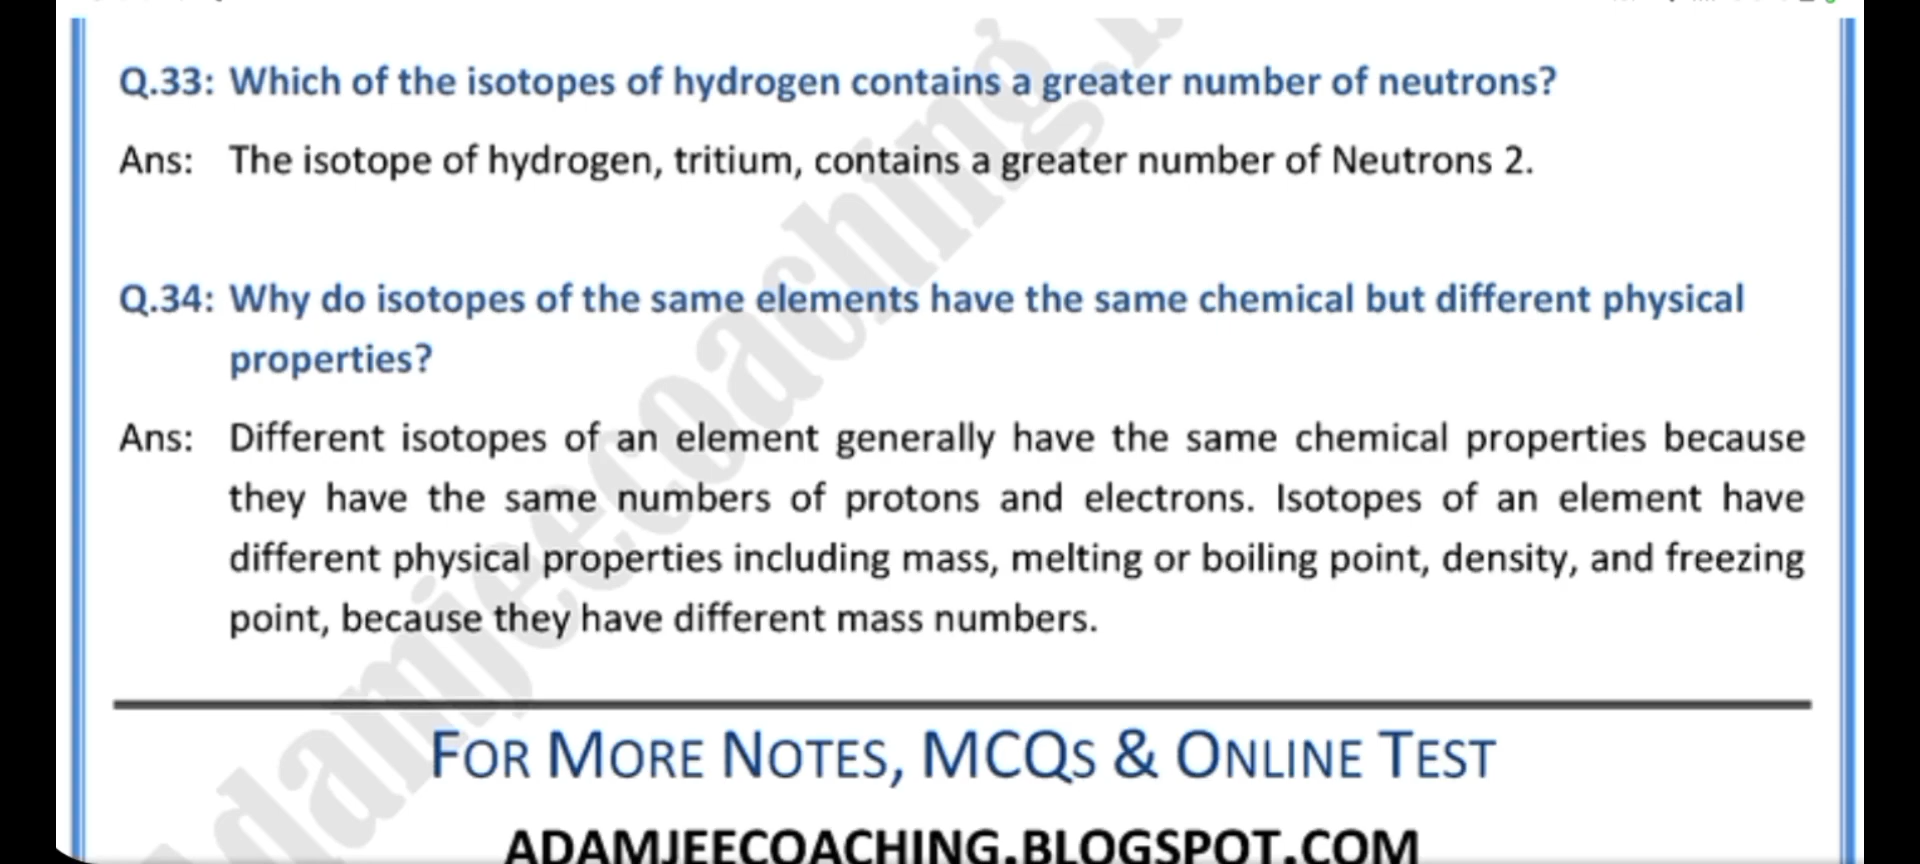 Q.33: Which of the isotopes of hydrogen contains a greater number of neutrons?
Ans: The isotope of hydrogen, tritium, contains a greater number of Neutrons 2.
Q.34: Why do isotopes of the same elements have the same chemical but different physical
properties?
Ans: Different isotopes of an element generally have the same chemical properties because
they have the same numbers of protons and electrons. Isotopes of an element have
different physical properties including mass, melting or boiling point, density, and freezing
point, because they have different mass numbers.
FOR MORE NOTES, MCQS & ONLINE TEST
ADAMJEECOACHING.BLOGSPOT.COM